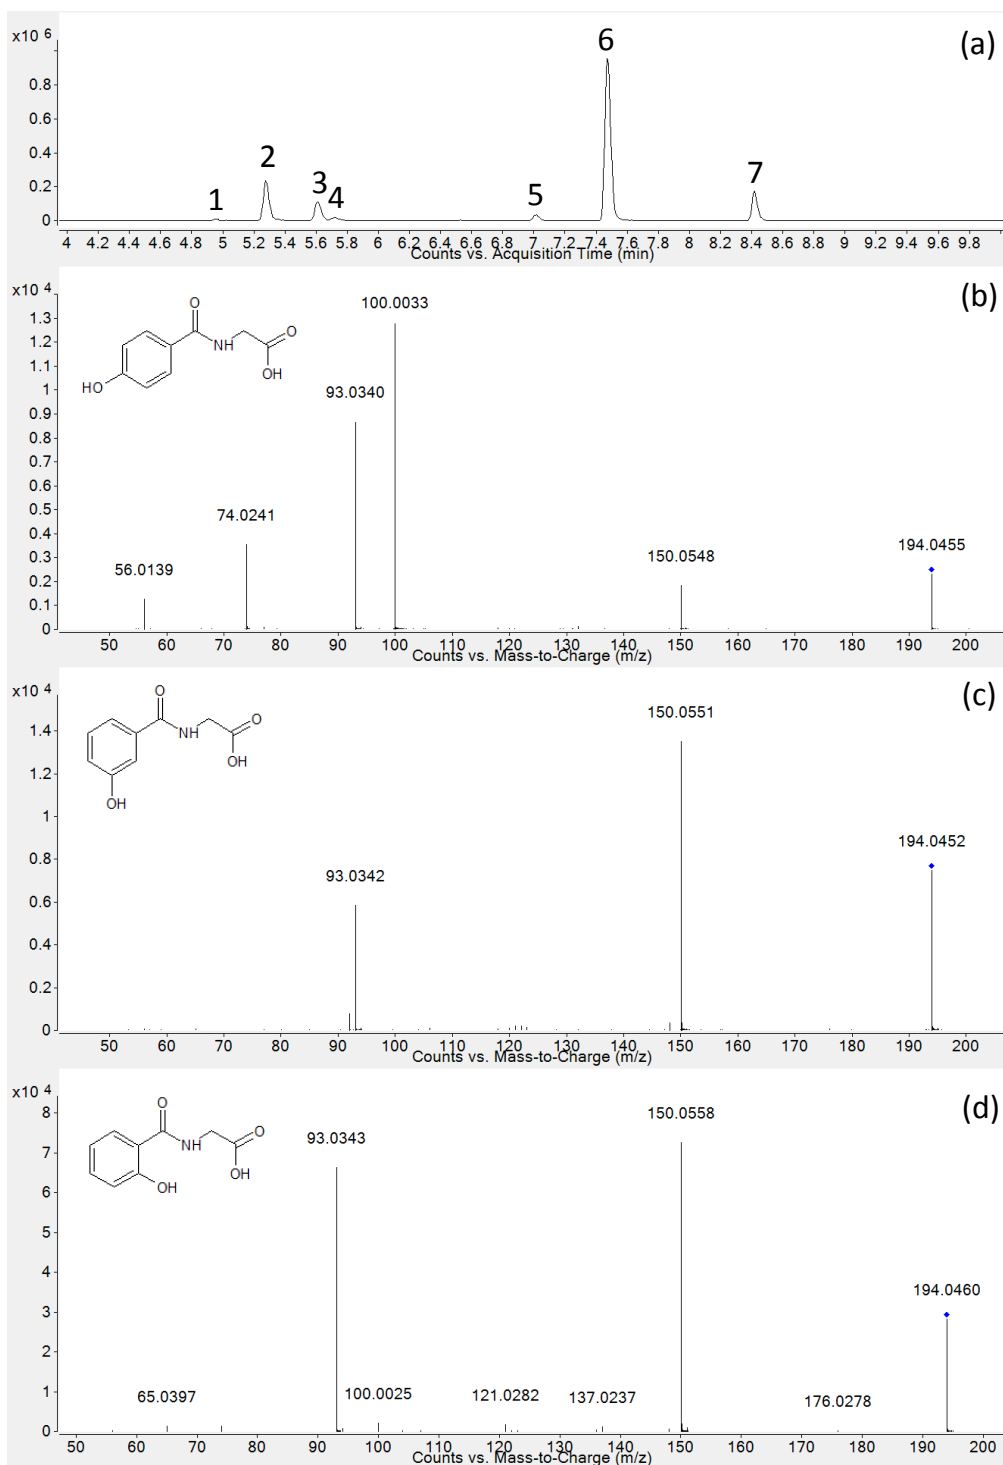 x10 6
(a)
6
0.8
0.6
0.4
2
7
0.2
3
1
4
5
0
4 4.2 4.4 4.6 4.8 5 5.2 5.4 5.6 5.8 6 6.2 6.4 6.6 6.8 7 7.2 7.4 7.6 7.8 8 8.2 8.4 8.6 8.8 9 9.2 9.4 9.6 9.8
Counts vs. Acquisition Time (min)
x10 4
(b)
100.0033
1.3
1.2
1.1
1
0.9
0.8
0.7
0.6
0.5
0.4
0.3
0.2
0.1
0
O
NH
O
OH
HO
93.0340
74.0241
56.0139
150.0548
194.0455
50 60 70 80 90 100 110 120 130 140 150 160 170 180 190 200
Counts vs. Mass-to-Charge (m/z)
x10 4
(c)
150.0551
1.4
1.2
1
0.8
0.6
0.4
0.2
0
O
NH
O
OH
OH
194.0452
93.0342
50 60 70 80 90 100 110 120 130 140 150 160 170 180 190 200
Counts vs. Mass-to-Charge (m/z)
x10 4
(d)
150.0558
8
7
6
5
4
3
2
1
0
O
NH
O
OH
OH
93.0343
194.0460
65.0397
100.0025
121.0282
137.0237
176.0278
50 60 70 80 90 100 110 120 130 140 150 160 170 180 190 200
Counts vs. Mass-to-Charge (m/z)